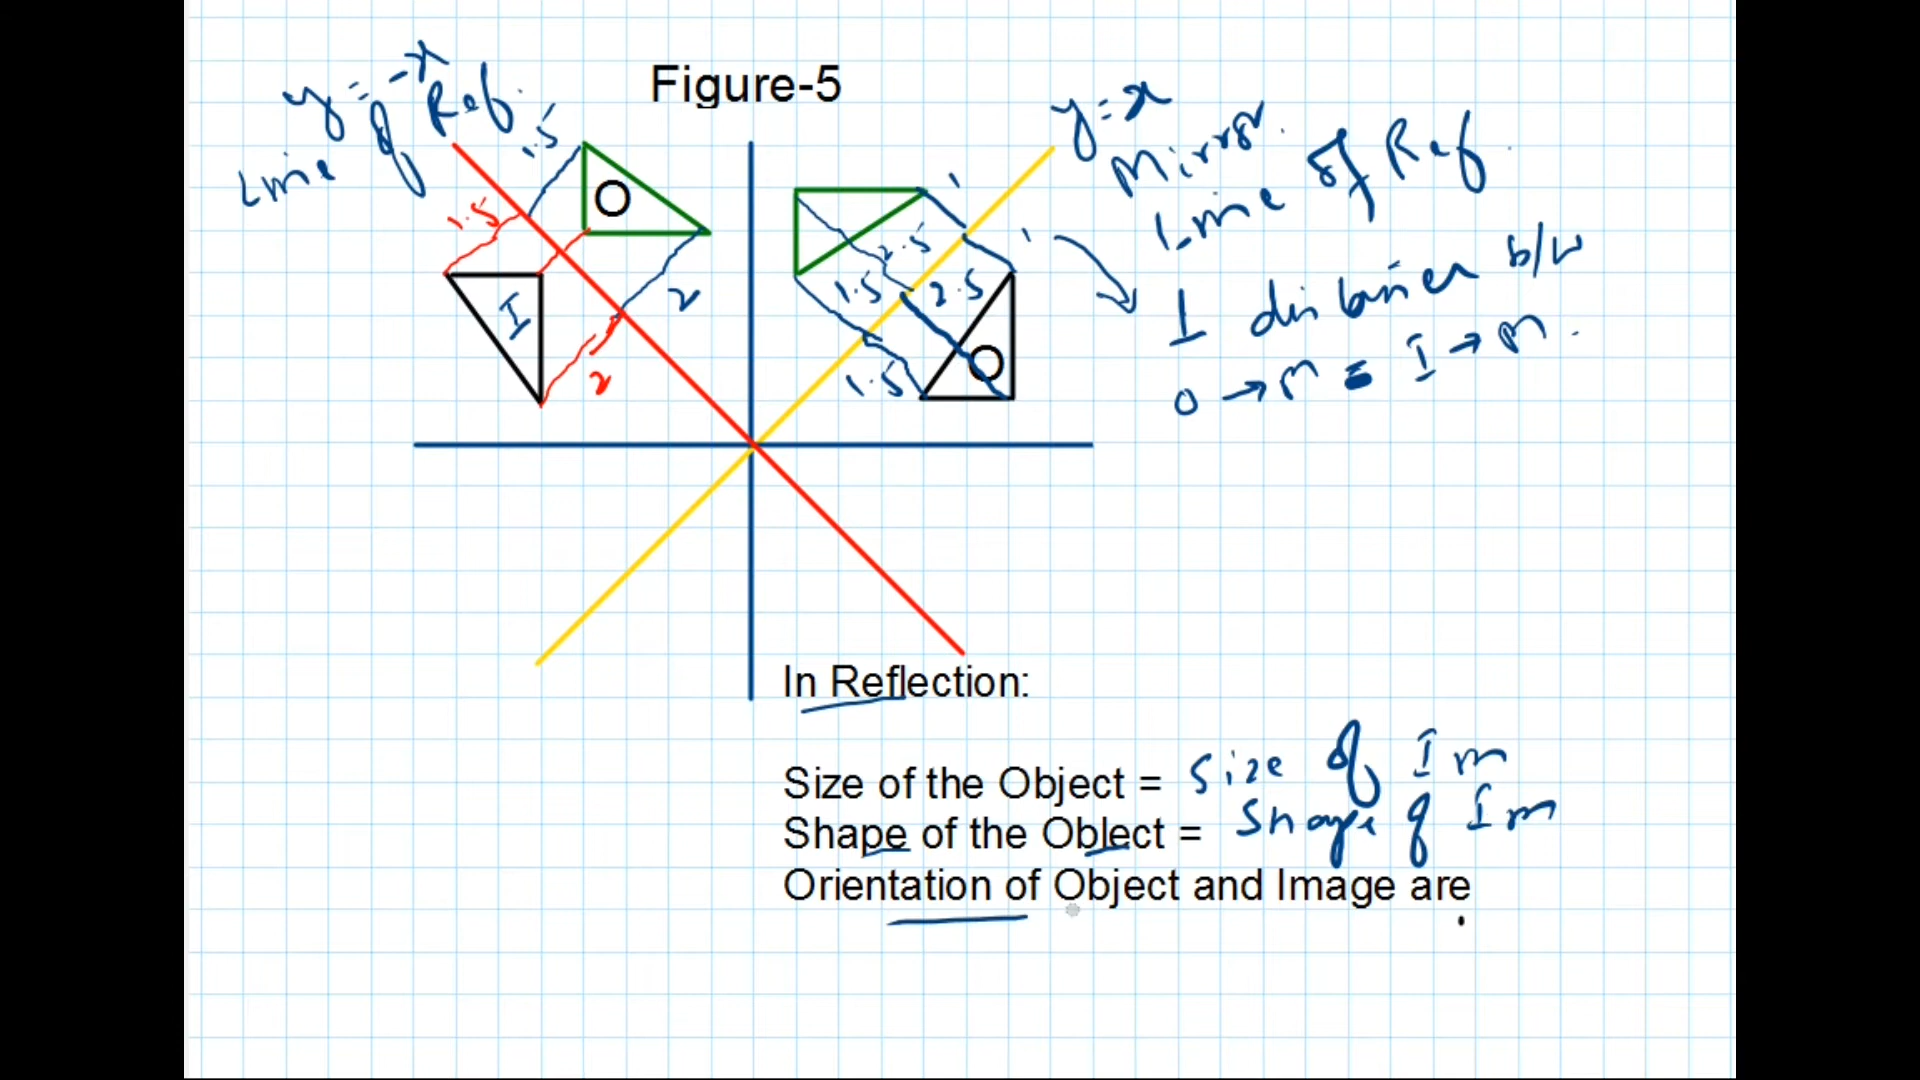 Figure-5
y=-x
Line of Ref.
1.5
O
1.5
2
I
2
y=x
Mirror.
Line of Ref.
1
1
2.5
1.5
2.5
O
1.5
⊥ distance b/w
O → m = I → m.
In Reflection:
Size of the Object = Size of Im
Shape of the Oblect = Shape of Im
Orientation of Object and Image are